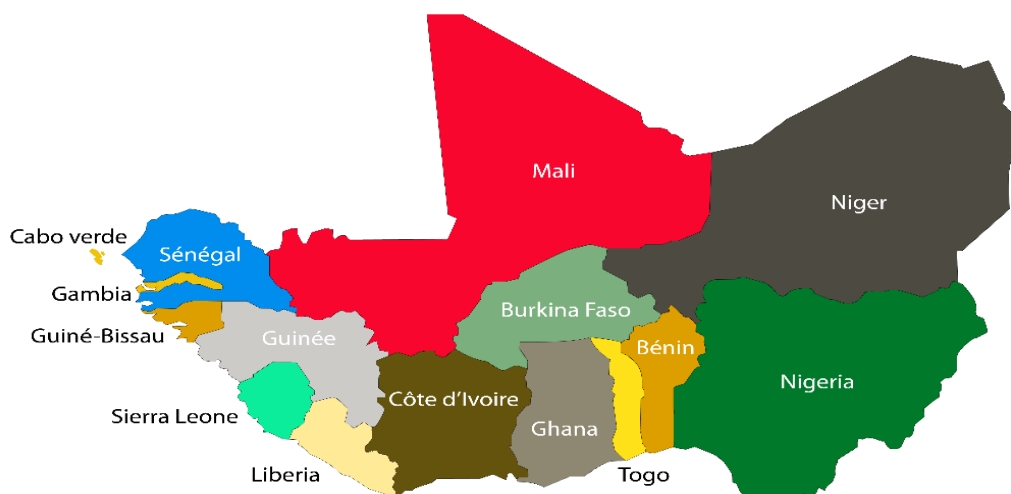 Mali
Niger
Cabo verde
Sénégal
Gambia
Burkina Faso
Guiné-Bissau
Guinée
Bénin
Nigeria
Côte d'Ivoire
Sierra Leone
Ghana
Liberia
Togo